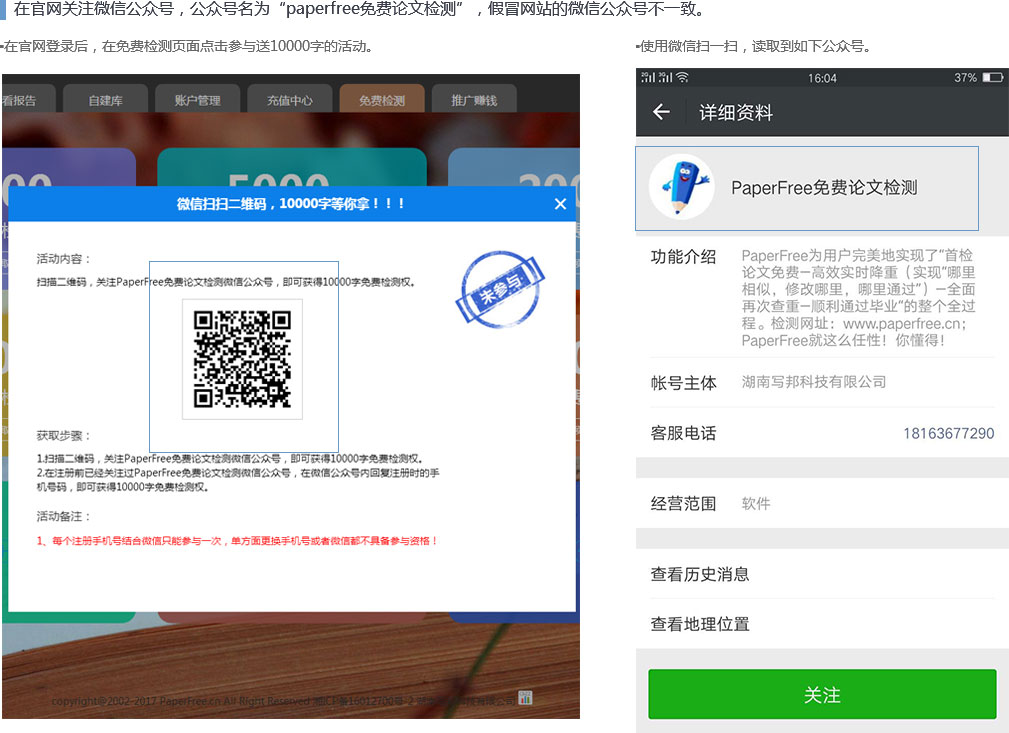 在官网关注微信公众号，公众号名为“paperfree免费论文检测”，假冒网站的微信公众号不一致。
▪在官网登录后，在免费检测页面点击参与送10000字的活动。
看报告
自建库
账户管理
充值中心
免费检测
推广赚钱
5000
微信扫扫二维码，10000字等你拿！！！
活动内容：
扫描二维码，关注PaperFree免费论文检测微信公众号，即可获得10000字免费检测权。
未参与
获取步骤：
1.扫描二维码，关注PaperFree免费论文检测微信公众号，即可获得10000字免费检测权。
2.在注册前已经关注过PaperFree免费论文检测微信公众号，在微信公众号内回复注册时的手
机号码，即可获得10000字免费检测权。
活动备注：
1、每个注册手机号结合微信只能参与一次，单方面更换手机号或者微信都不具备参与资格！
copyright©2002-2017 PaperFree.cn All Right Reserved 湘ICP备16012700号-2
▪使用微信扫一扫，读取到如下公众号。
16:04
37%
详细资料
PaperFree免费论文检测
功能介绍
PaperFree为用户完美地实现了“首检
论文免费—高效实时降重（实现“哪里
相似，修改哪里，哪里通过”）—全面
再次查重—顺利通过毕业”的整个全过
程。检测网址：www.paperfree.cn；
PaperFree就这么任性！你懂得！
帐号主体
湖南写邦科技有限公司
客服电话
18163677290
经营范围
软件
查看历史消息
查看地理位置
关注